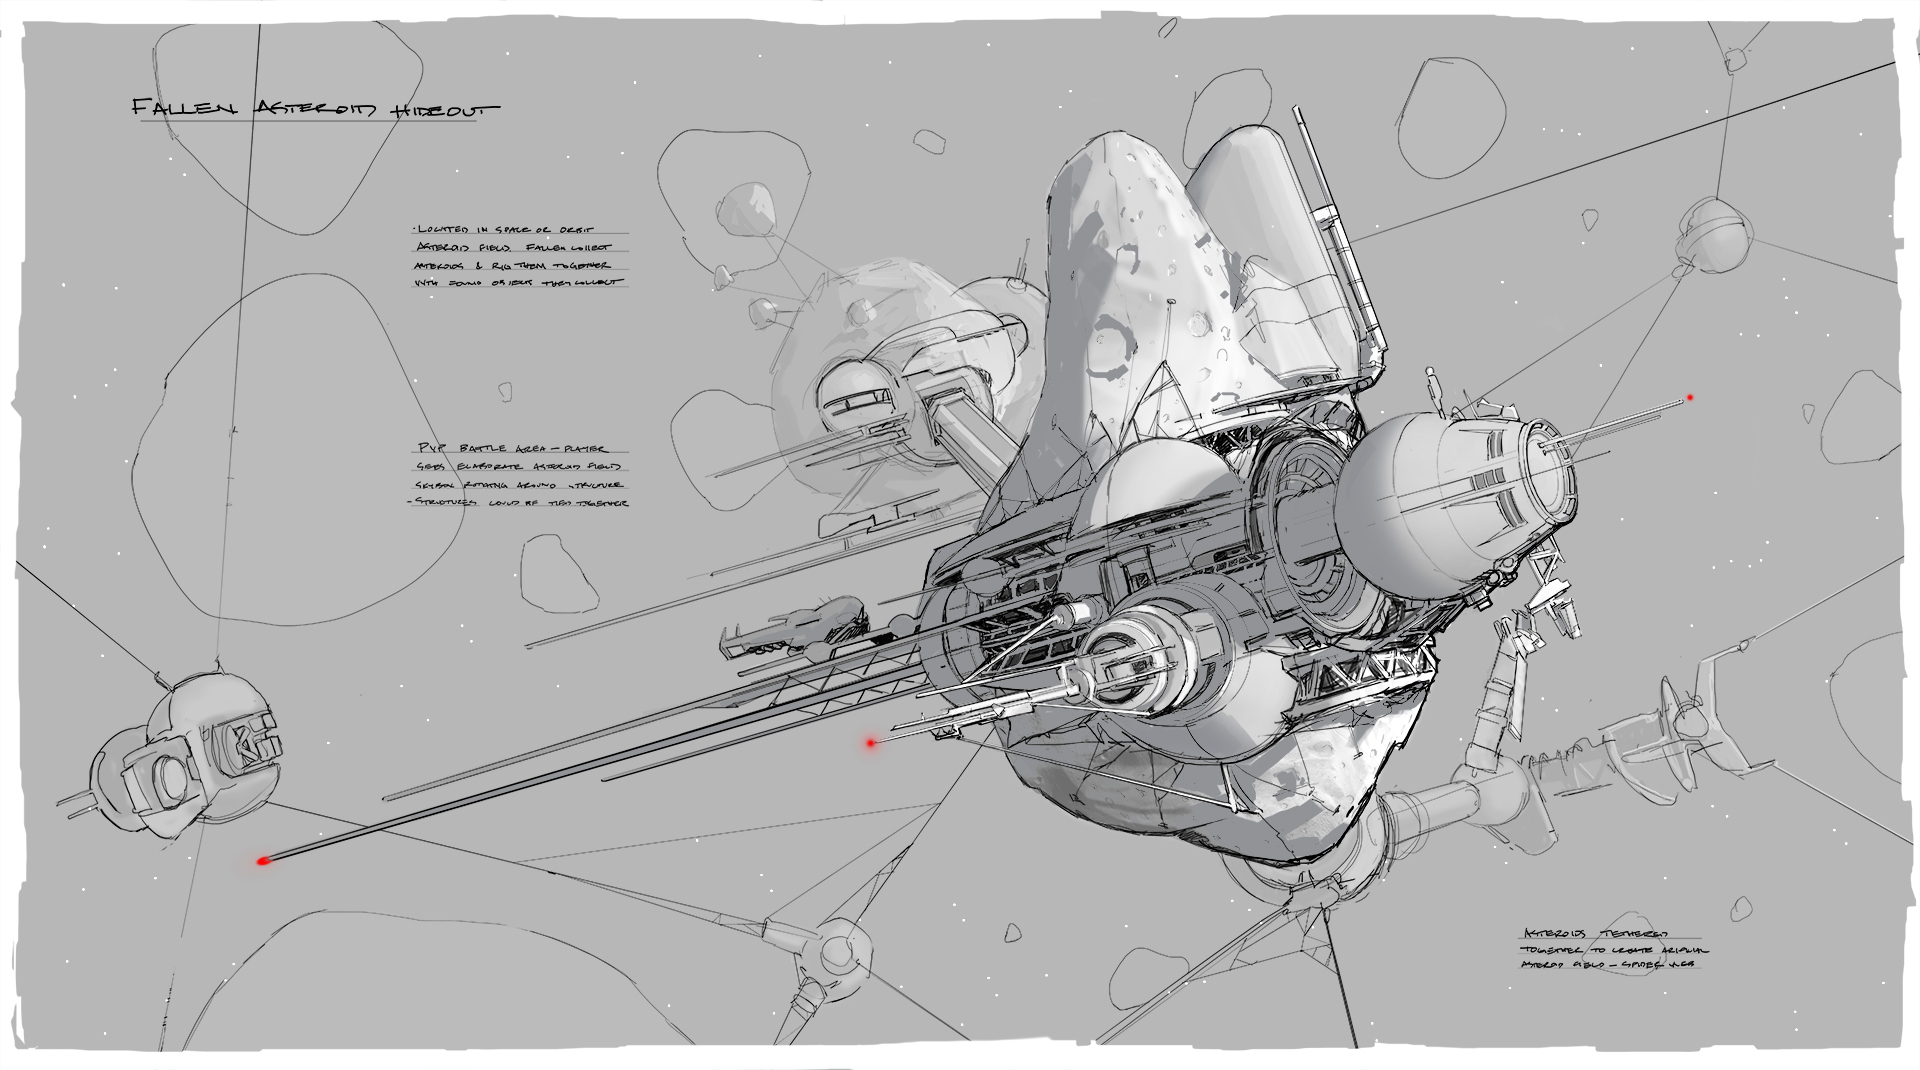 FALLEN ASTEROID HIDEOUT
· LOCATED IN SPACE OR ORBIT
ASTEROID FIELD. FALLEN COLLECT
ASTEROIDS & RIG THEM TOGETHER
WITH FOUND OBJECTS THEY COLLECT
PVP BATTLE AREA — PLAYER
SEES ELABORATE ASTEROID FIELD
SKYBOX ROTATING AROUND STRUCTURE
- STRUCTURES COULD BE TIED TOGETHER
ASTEROIDS TETHERED
TOGETHER TO CREATE
ASTEROID FIELD — SPIDER WEB